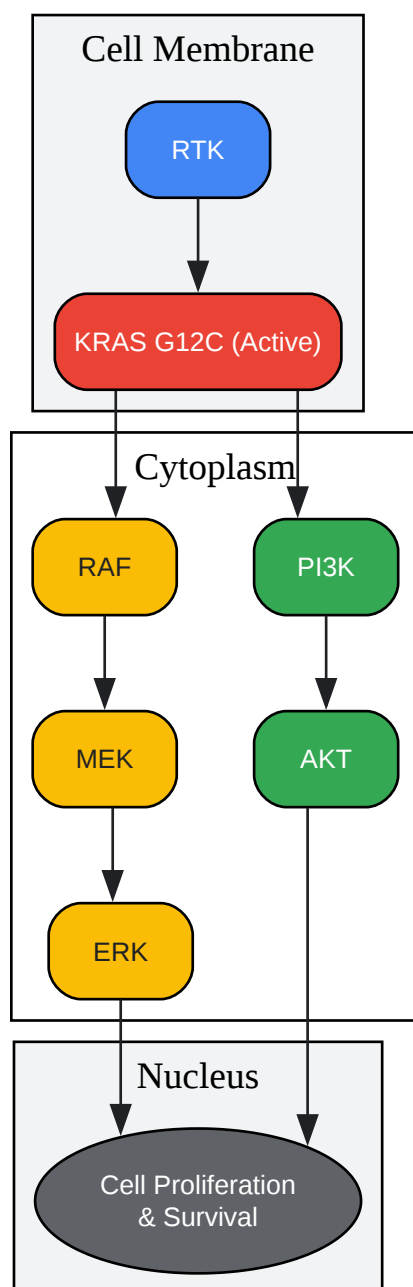 Cell Membrane
RTK
KRAS G12C (Active)
Cytoplasm
RAF
PI3K
MEK
AKT
ERK
Nucleus
Cell Proliferation
& Survival